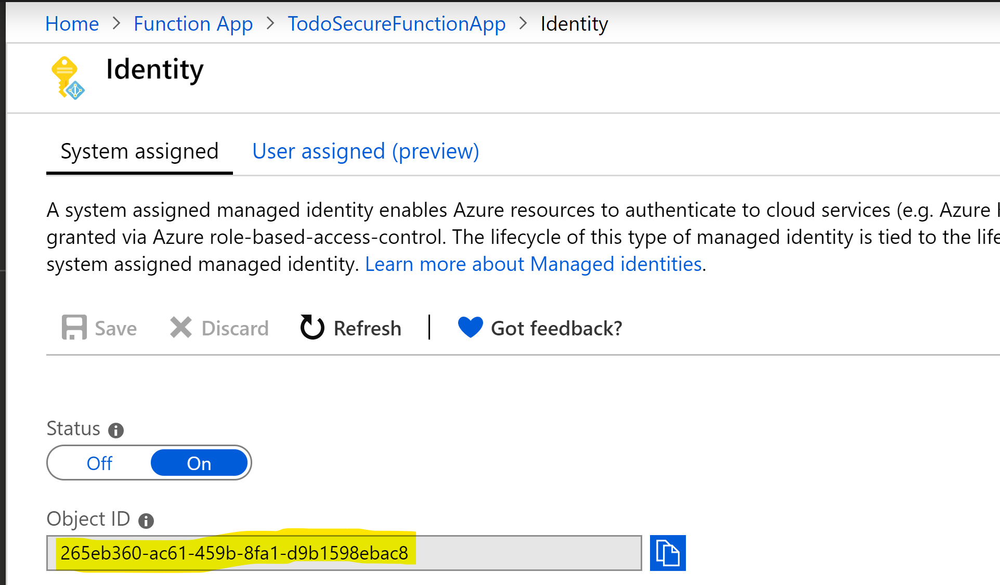 Home > Function App > TodoSecureFunctionApp > Identity
Identity
System assigned User assigned (preview)
A system assigned managed identity enables Azure resources to authenticate to cloud services (e.g. Azure
granted via Azure role-based-access-control. The lifecycle of this type of managed identity is tied to the
system assigned managed identity. Learn more about Managed identities.
Save Discard Refresh | Got feedback?
Status
Off On
Object ID
265eb360-ac61-459b-8fa1-d9b1598ebac8